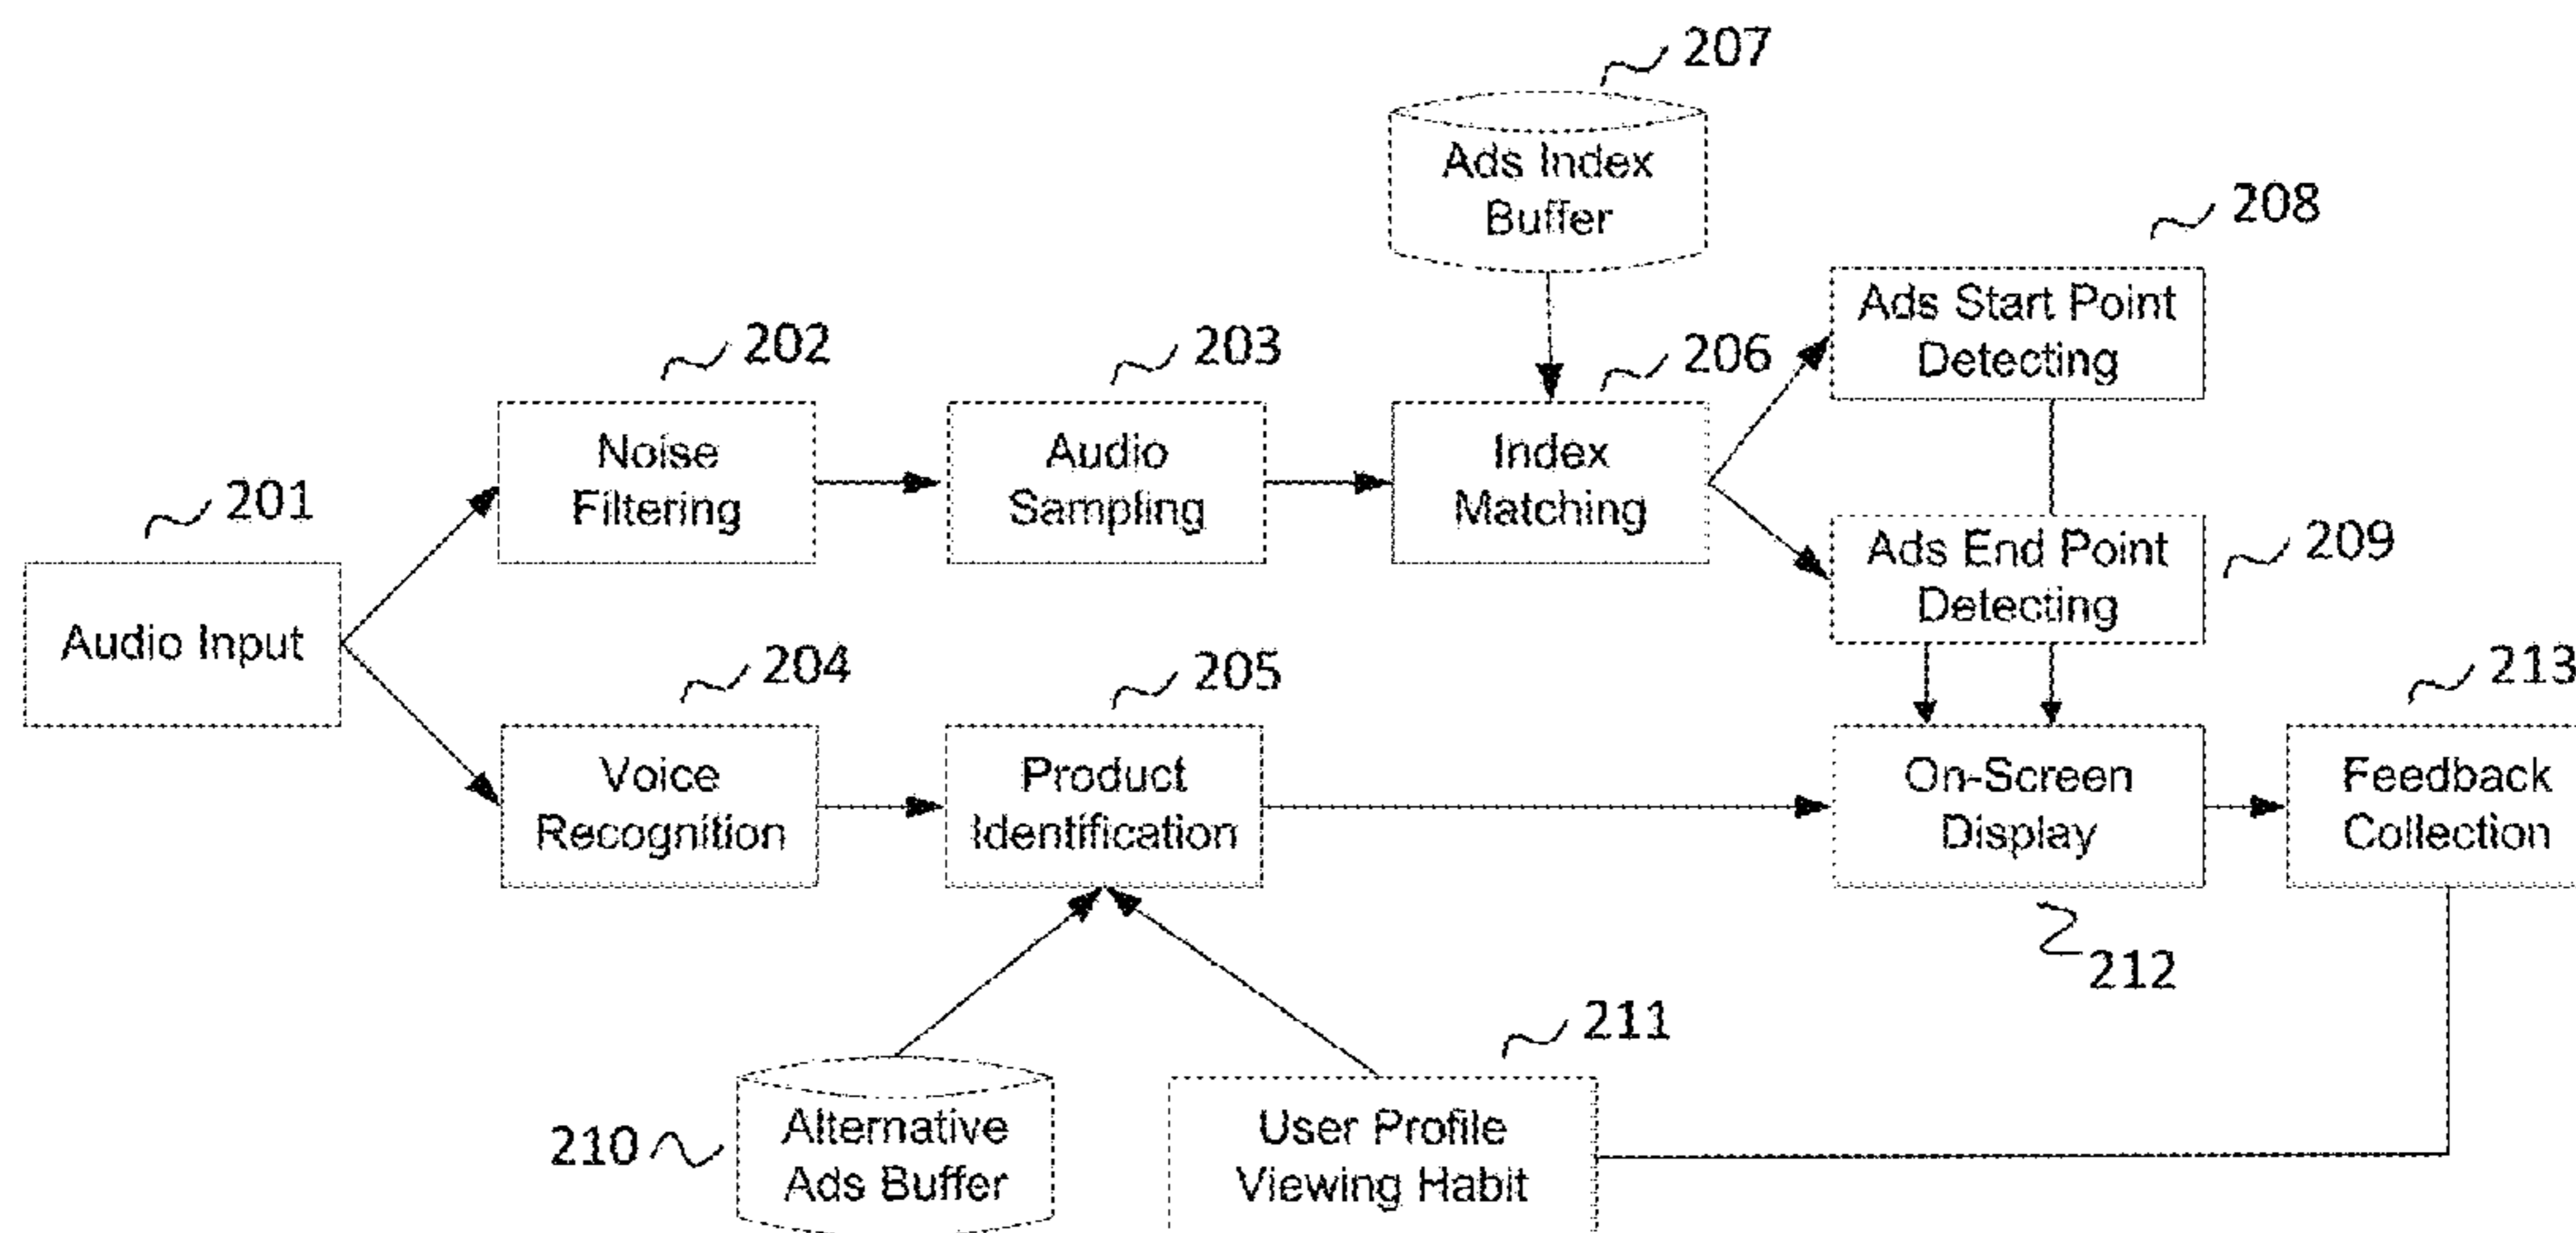 207
Ads Index
Buffer
208
Ads Start Point
Detecting
202
Noise
Filtering
203
Audio
Sampling
206
Index
Matching
201
Audio Input
Ads End Point
Detecting
209
204
Voice
Recognition
205
Product
Identification
On-Screen
Display
212
213
Feedback
Collection
210
Alternative
Ads Buffer
211
User Profile
Viewing Habit